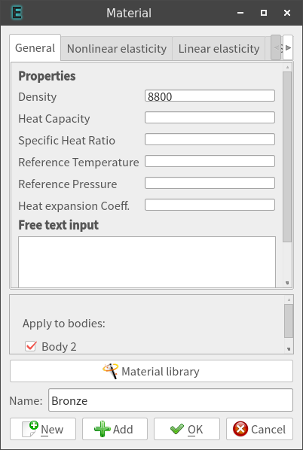 Material
General Nonlinear elasticity Linear elasticity
Properties
Density 8800
Heat Capacity
Specific Heat Ratio
Reference Temperature
Reference Pressure
Heat expansion Coeff.
Free text input
Apply to bodies:
Body 2
Material library
Name: Bronze
New Add OK Cancel